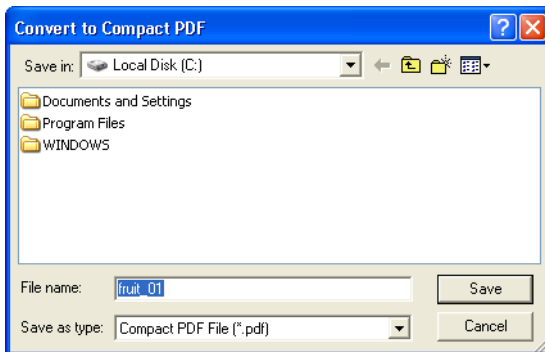 Convert to Compact PDF
Save in: Local Disk (C:)
Documents and Settings
Program Files
WINDOWS
File name: fruit_01 Save
Save as type: Compact PDF File (*.pdf) Cancel